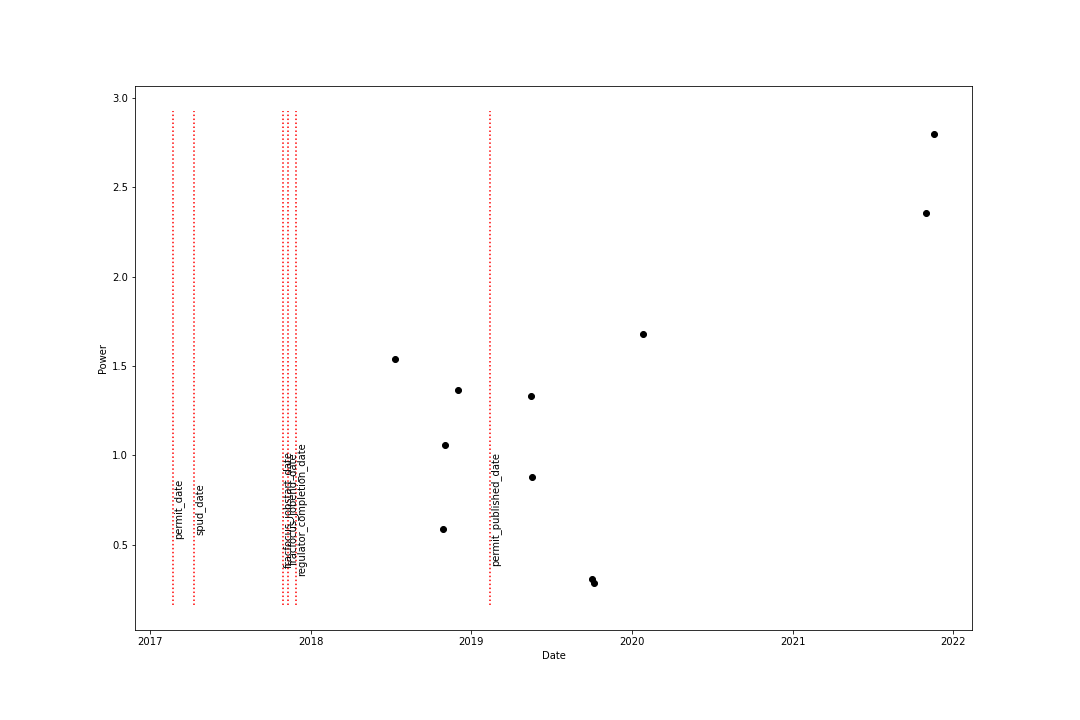 3.0
2.5
2.0
1.5
1.0
0.5
Power
permit_date
spud_date
regulator_completion_date
permit_published_date
2017
2018
2019
2020
2021
2022
Date